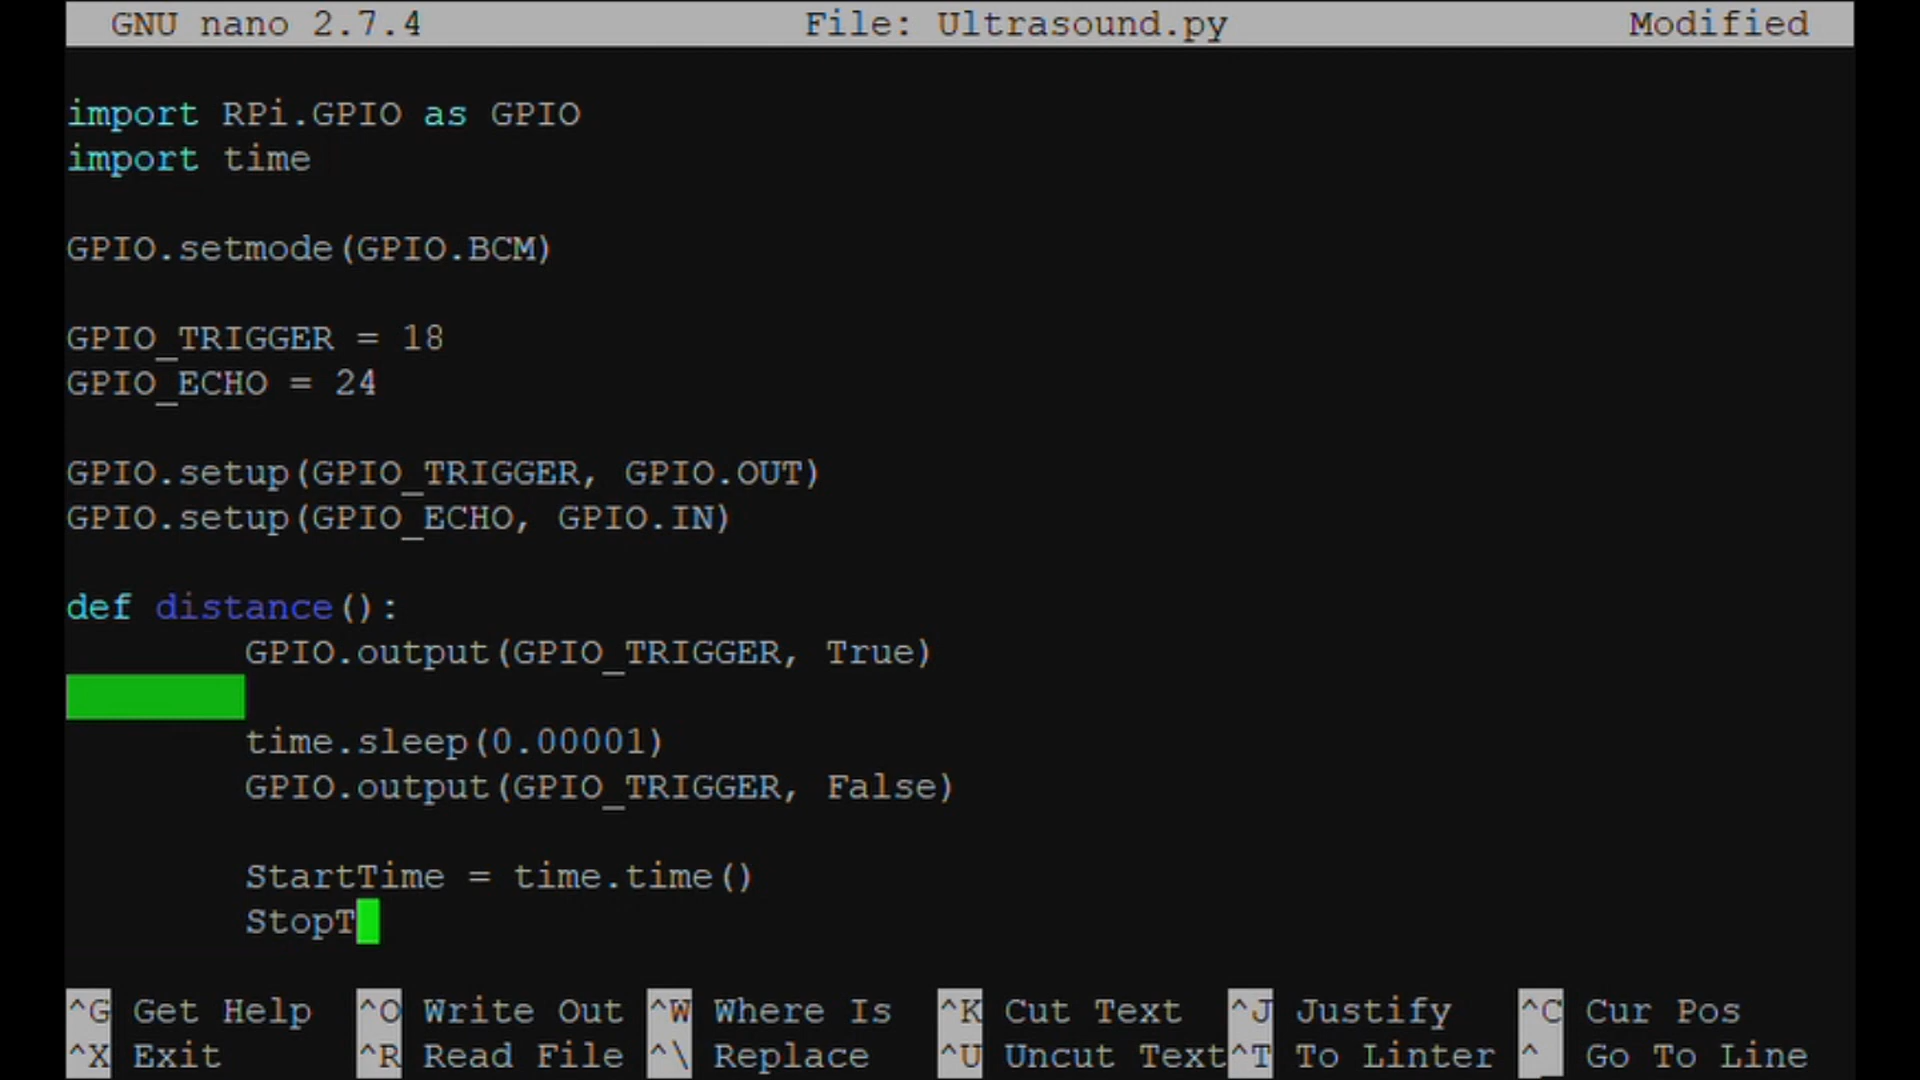 GNU nano 2.7.4 File: Ultrasound.py Modified
import RPi.GPIO as GPIO
import time
GPIO.setmode(GPIO.BCM)
GPIO_TRIGGER = 18
GPIO_ECHO = 24
GPIO.setup(GPIO_TRIGGER, GPIO.OUT)
GPIO.setup(GPIO_ECHO, GPIO.IN)
def distance():
GPIO.output(GPIO_TRIGGER, True)
time.sleep(0.00001)
GPIO.output(GPIO_TRIGGER, False)
StartTime = time.time()
StopT
^G Get Help ^O Write Out ^W Where Is ^K Cut Text ^J Justify ^C Cur Pos
^X Exit ^R Read File ^\ Replace ^U Uncut Text ^T To Linter ^_ Go To Line